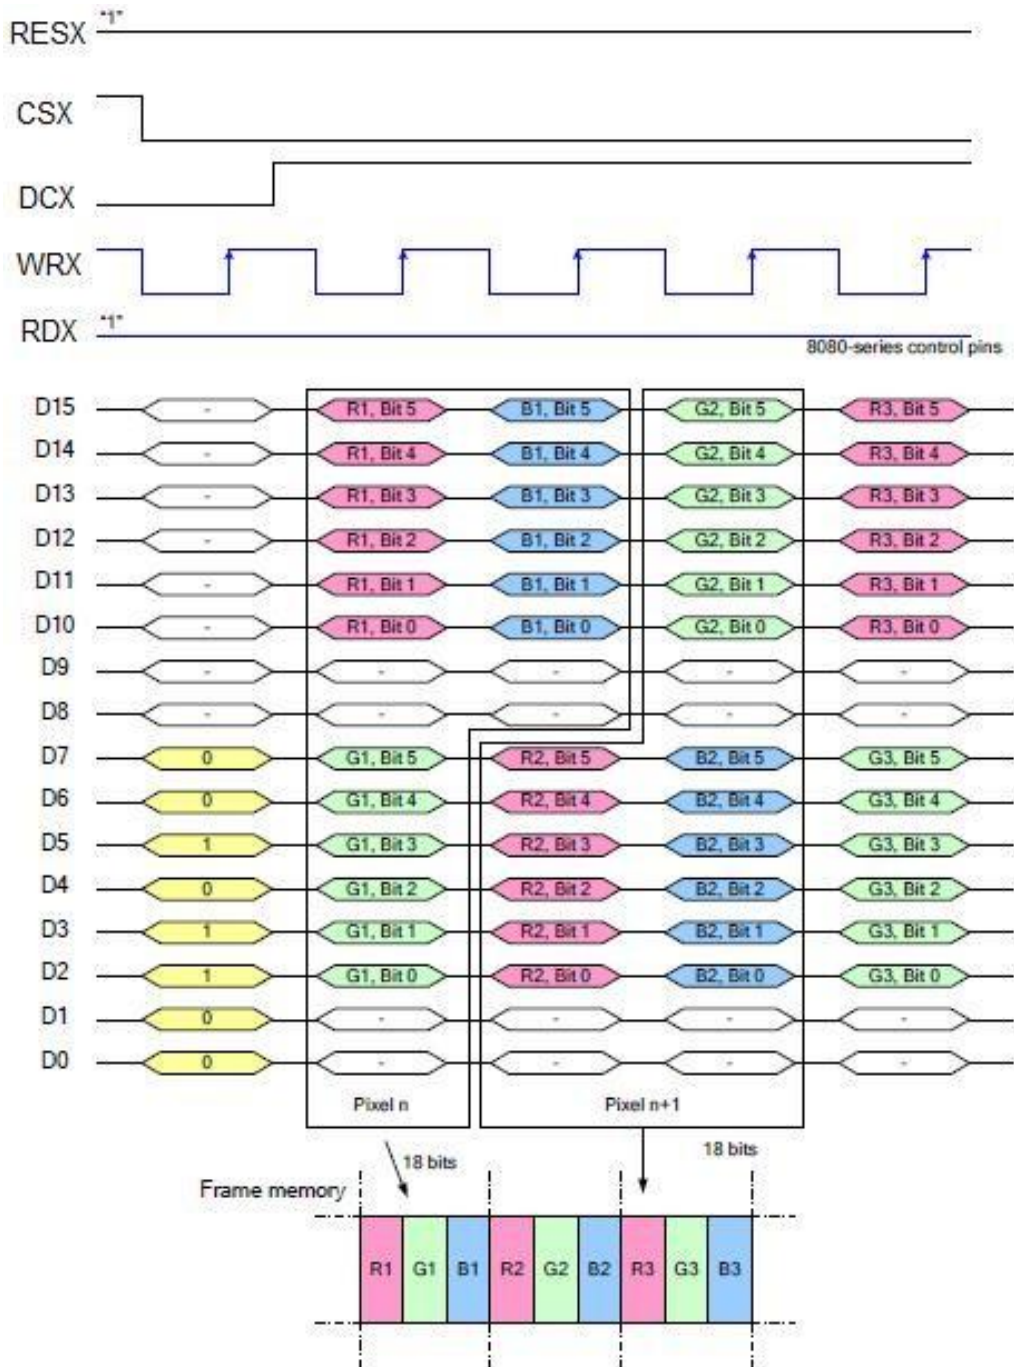 RESX "1"
CSX
DCX
WRX
RDX "1"
8080-series control pins
D15 - R1, Bit 5 B1, Bit 5 G2, Bit 5 R3, Bit 5
D14 - R1, Bit 4 B1, Bit 4 G2, Bit 4 R3, Bit 4
D13 - R1, Bit 3 B1, Bit 3 G2, Bit 3 R3, Bit 3
D12 - R1, Bit 2 B1, Bit 2 G2, Bit 2 R3, Bit 2
D11 - R1, Bit 1 B1, Bit 1 G2, Bit 1 R3, Bit 1
D10 - R1, Bit 0 B1, Bit 0 G2, Bit 0 R3, Bit 0
D9 - - - - -
D8 - - - - -
D7 0 G1, Bit 5 R2, Bit 5 B2, Bit 5 G3, Bit 5
D6 0 G1, Bit 4 R2, Bit 4 B2, Bit 4 G3, Bit 4
D5 1 G1, Bit 3 R2, Bit 3 B2, Bit 3 G3, Bit 3
D4 0 G1, Bit 2 R2, Bit 2 B2, Bit 2 G3, Bit 2
D3 1 G1, Bit 1 R2, Bit 1 B2, Bit 1 G3, Bit 1
D2 1 G1, Bit 0 R2, Bit 0 B2, Bit 0 G3, Bit 0
D1 0 - - - -
D0 0 - - - -
Pixel n Pixel n+1
18 bits 18 bits
Frame memory
R1 G1 B1 R2 G2 B2 R3 G3 B3